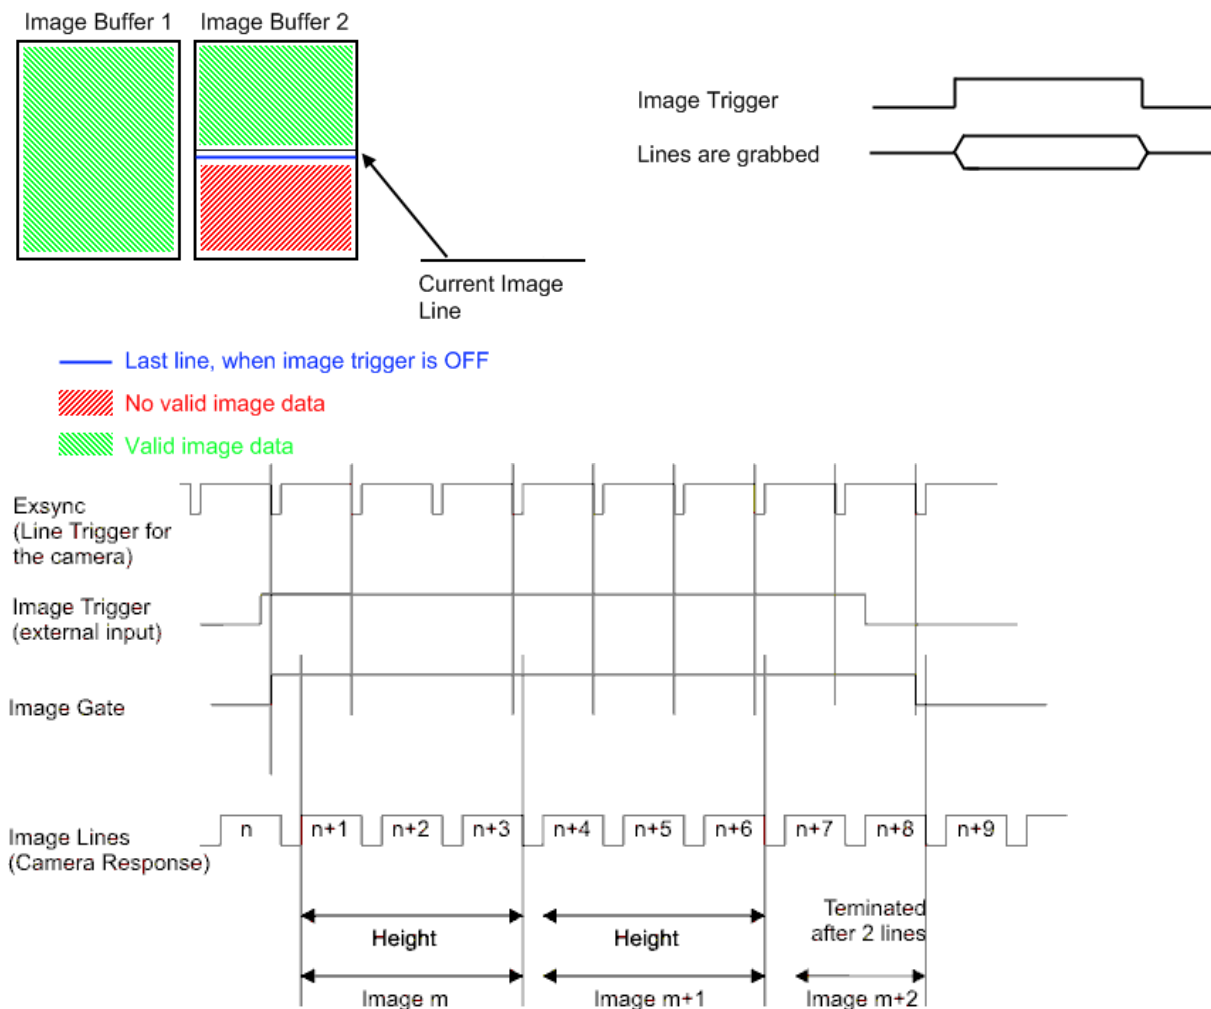 Image Buffer 1
Image Buffer 2
Image Trigger
Lines are grabbed
Current Image
Line
Last line, when image trigger is OFF
No valid image data
Valid image data
Exsync
(Line Trigger for
the camera)
Image Trigger
(external input)
Image Gate
Image Lines
(Camera Response)
n
n+1
n+2
n+3
n+4
n+5
n+6
n+7
n+8
n+9
Height
Height
Teminated
after 2 lines
Image m
Image m+1
Image m+2